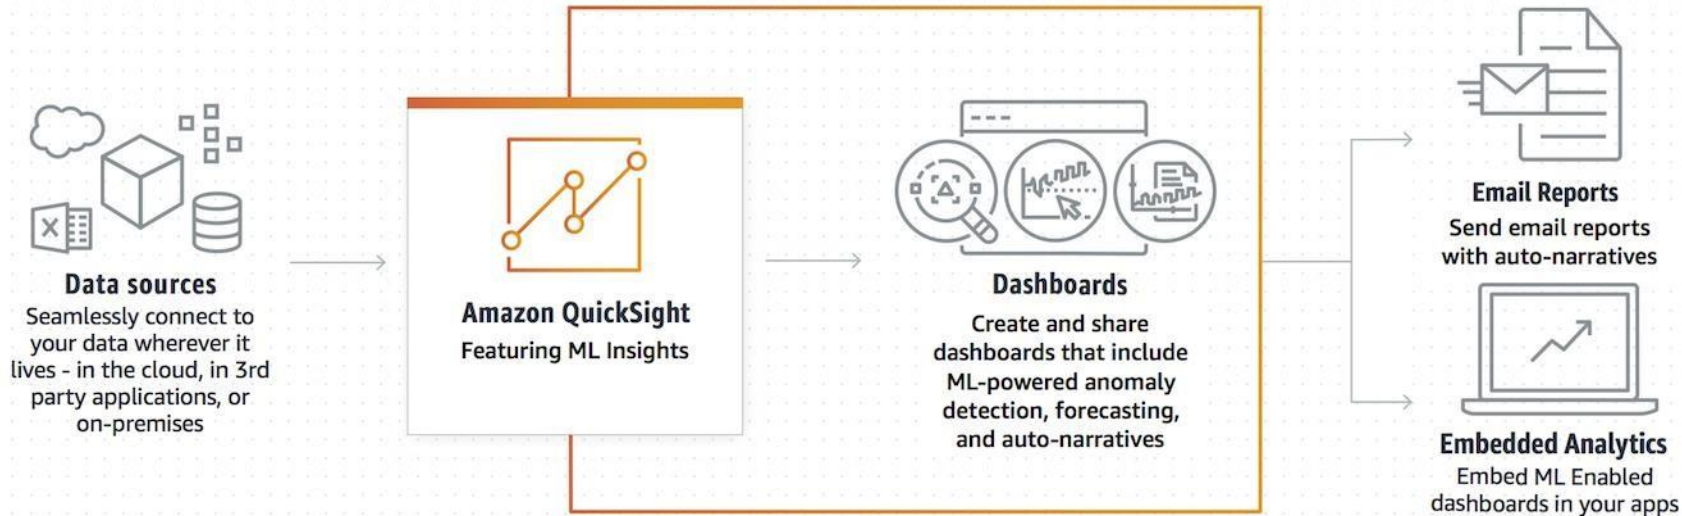 Data sources
Seamlessly connect to
your data wherever it
lives - in the cloud, in 3rd
party applications, or
on-premises
Amazon QuickSight
Featuring ML Insights
Dashboards
Create and share
dashboards that include
ML-powered anomaly
detection, forecasting,
and auto-narratives
Email Reports
Send email reports
with auto-narratives
Embedded Analytics
Embed ML Enabled
dashboards in your apps